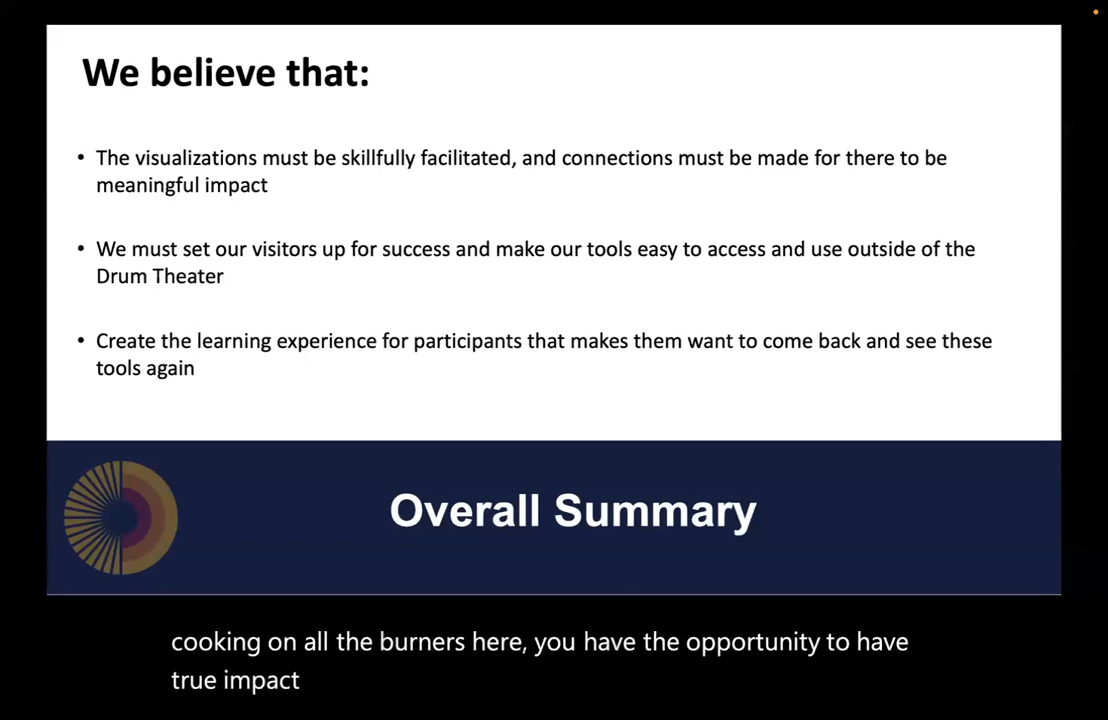 We believe that:
• The visualizations must be skillfully facilitated, and connections must be made for there to be
meaningful impact
• We must set our visitors up for success and make our tools easy to access and use outside of the
Drum Theater
• Create the learning experience for participants that makes them want to come back and see these
tools again
Overall Summary
cooking on all the burners here, you have the opportunity to have
true impact